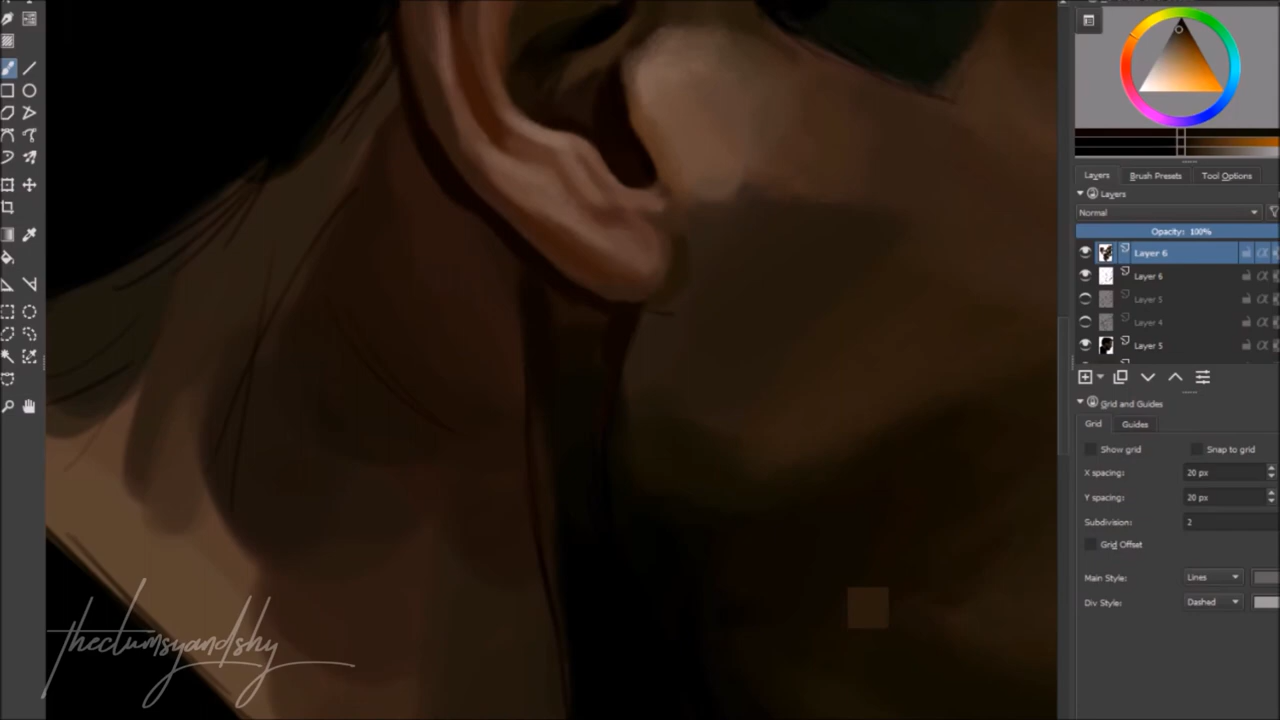 Layers
Brush Presets
Tool Options
Layers
Normal
Opacity: 100%
Layer 6
Layer 6
Layer 5
Layer 4
Layer 5
Grid and Guides
Grid
Guides
Show grid
Snap to grid
X spacing:
20 px
Y spacing:
20 px
Subdivision:
2
Grid Offset
Main Style:
Lines
Div Style:
Dashed
theclumsyandshy